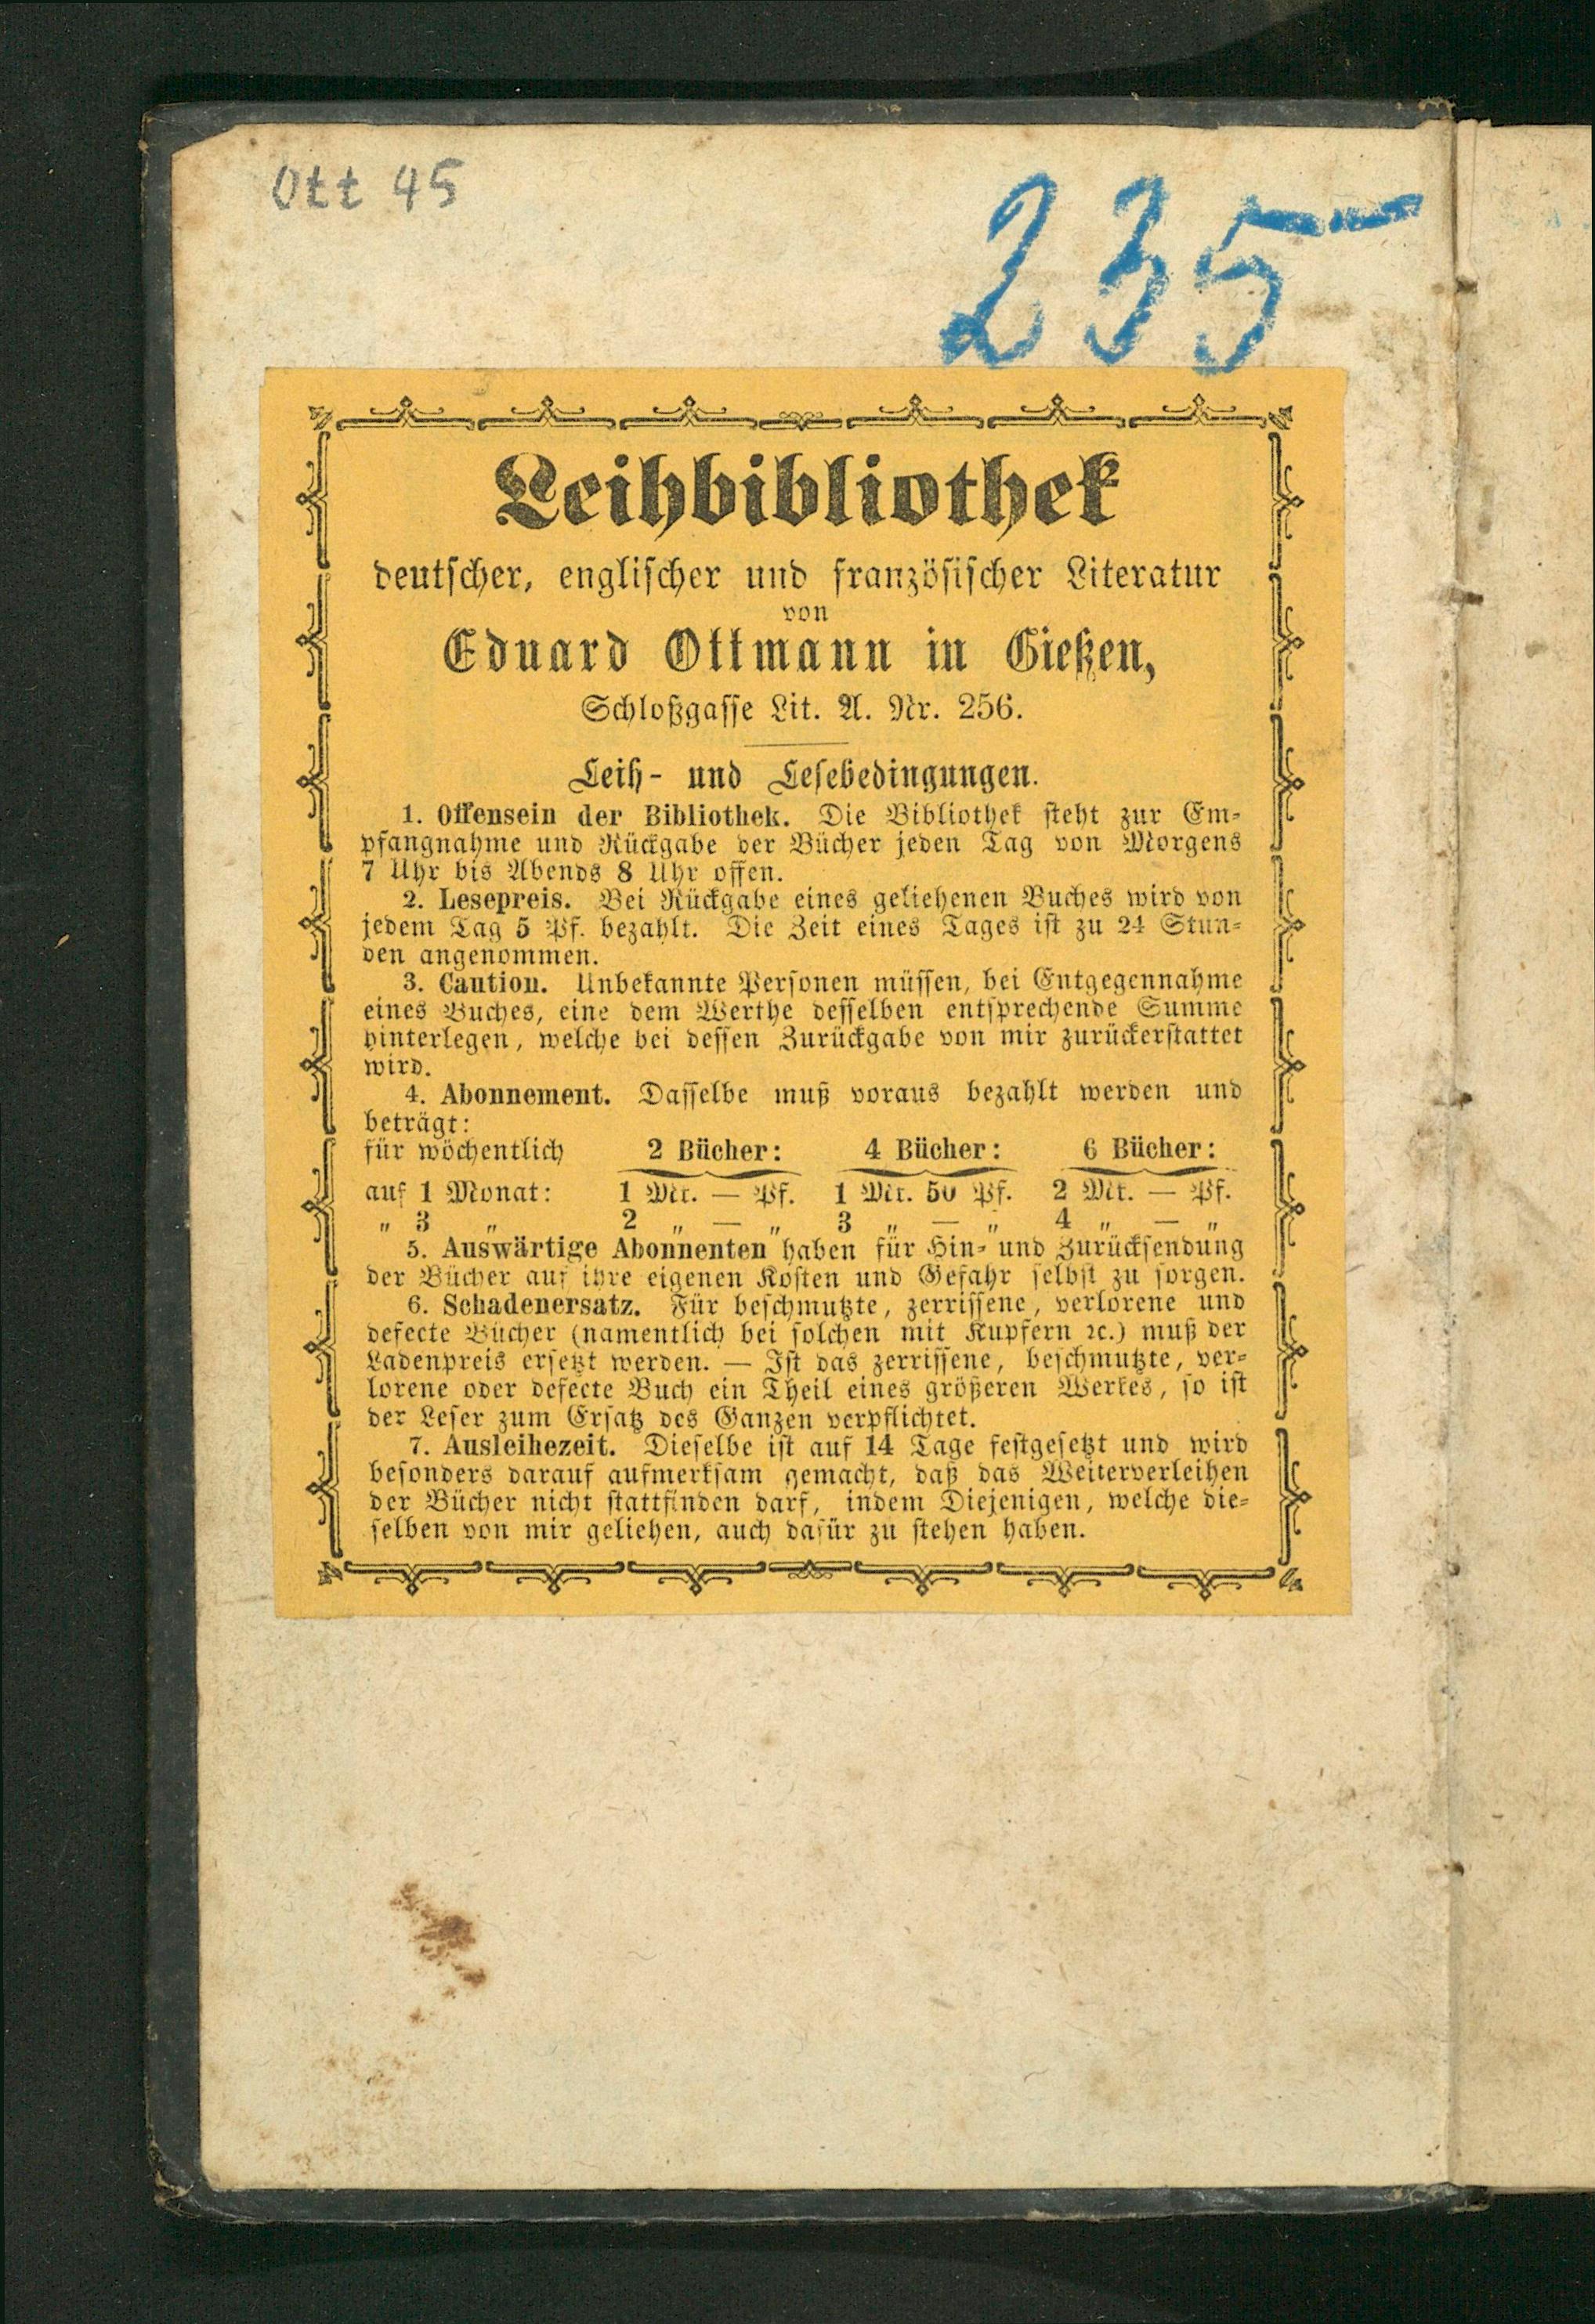 Ott 45
235
Leihbibliothek
deutscher, englischer und französischer Literatur
von
Eduard Ottmann in Gießen,
Schloßgasse Lit. A. Nr. 256.
Leih- und Lesebedingungen.
1. Offensein der Bibliothek. Die Bibliothek steht zur Em-
pfangnahme und Rückgabe der Bücher jeden Tag von Morgens
7 Uhr bis Abends 8 Uhr offen.
2. Lesepreis. Bei Rückgabe eines geliehenen Buches wird von
jedem Tag 5 Pf. bezahlt. Die Zeit eines Tages ist zu 24 Stun-
den angenommen.
3. Caution. Unbekannte Personen müssen, bei Entgegennahme
eines Buches, eine dem Werthe desselben entsprechende Summe
hinterlegen, welche bei dessen Zurückgabe von mir zurückerstattet
wird.
4. Abonnement. Dasselbe muß voraus bezahlt werden und
beträgt:
für wöchentlich 2 Bücher: 4 Bücher: 6 Bücher:
auf 1 Monat: 1 Mk. — Pf. 1 Mk. 50 Pf. 2 Mk. — Pf.
„ 3 „ 2 „ — „ 3 „ — „ 4 „ — „
5. Auswärtige Abonnenten haben für Hin- und Zurücksendung
der Bücher auf ihre eigenen Kosten und Gefahr selbst zu sorgen.
6. Schadenersatz. Für beschmutzte, zerrissene, verlorene und
defecte Bücher (namentlich bei solchen mit Kupfern ꝛc.) muß der
Ladenpreis ersetzt werden. — Ist das zerrissene, beschmutzte, ver-
lorene oder defecte Buch ein Theil eines größeren Werkes, so ist
der Leser zum Ersatz des Ganzen verpflichtet.
7. Ausleihezeit. Dieselbe ist auf 14 Tage festgesetzt und wird
besonders darauf aufmerksam gemacht, daß das Weiterverleihen
der Bücher nicht stattfinden darf, indem Diejenigen, welche die-
selben von mir geliehen, auch dafür zu stehen haben.